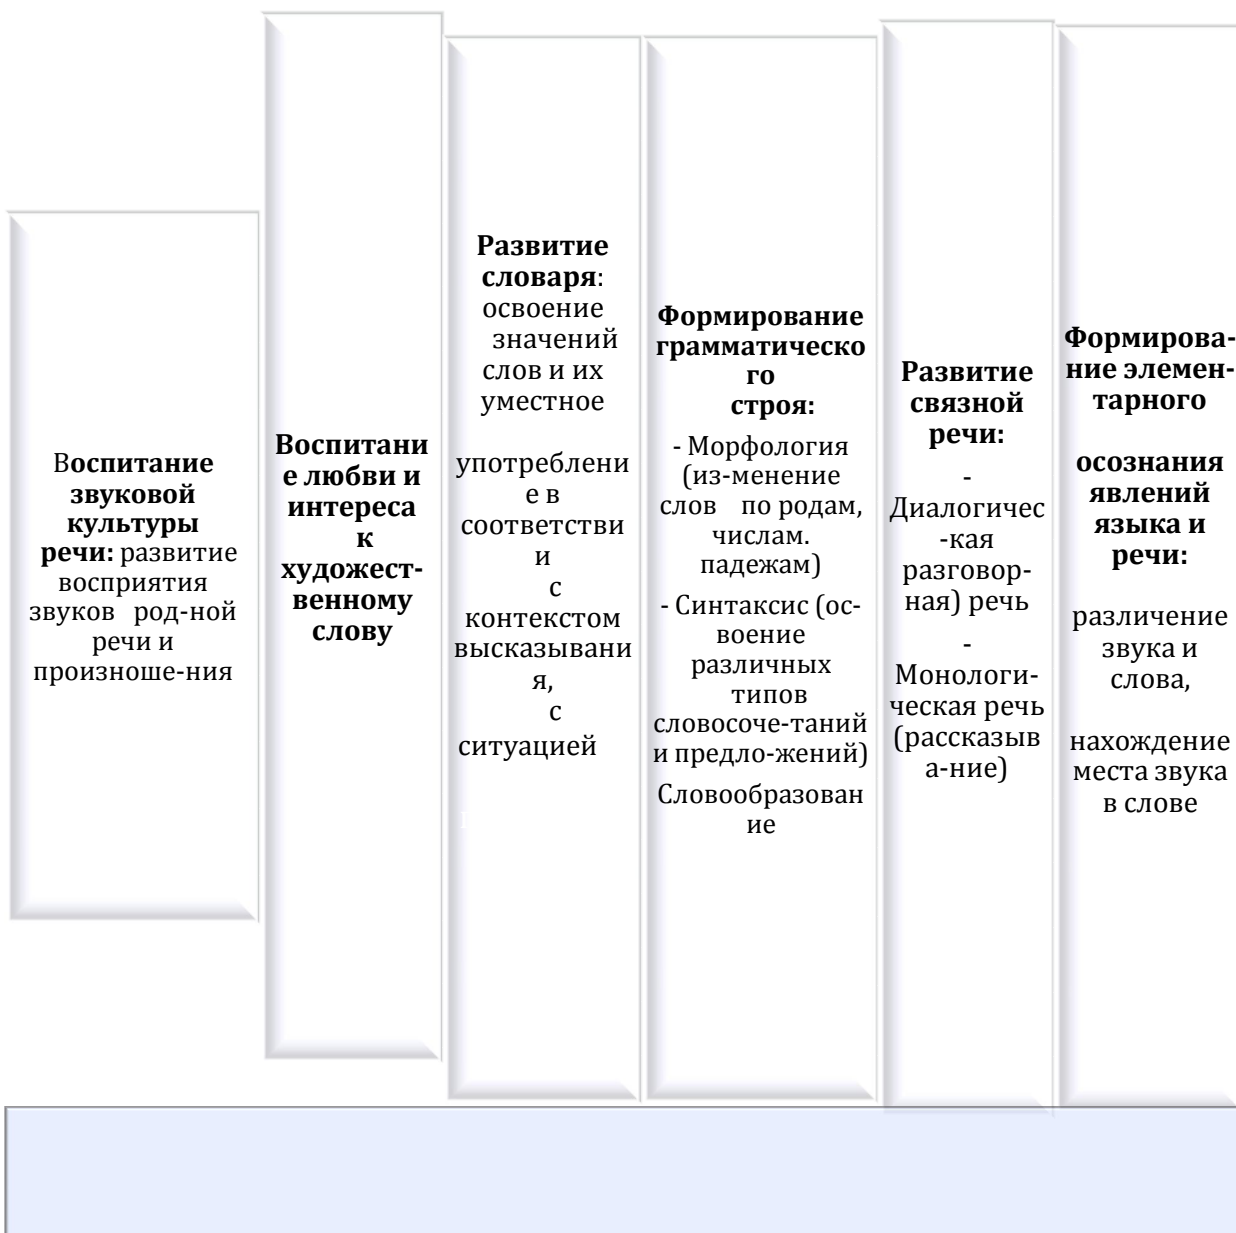 Воспитание
звуковой
культуры
речи: развитие
восприятия
звуков род-ной
речи и
произноше-ния
Воспитани
е любви и
интереса
к
художест-
венному
слову
Развитие
словаря:
освоение
значений
слов и их
уместное
употреблени
е в
соответстви
и
с
контекстом
высказывани
я,
с
ситуацией
Формирование
грамматическо
го
строя:
- Морфология
(из-менение
слов по родам,
числам.
падежам)
- Синтаксис (ос-
воение
различных
типов
словосоче-таний
и предло-жений)
Словообразован
ие
Развитие
связной
речи:
-
Диалогичес
-кая
разговор-
ная) речь
-
Монологи-
ческая речь
(рассказыв
а-ние)
Формирова-
ние элемен-
тарного
осознания
явлений
языка и
речи:
различение
звука и
слова,
нахождение
места звука
в слове